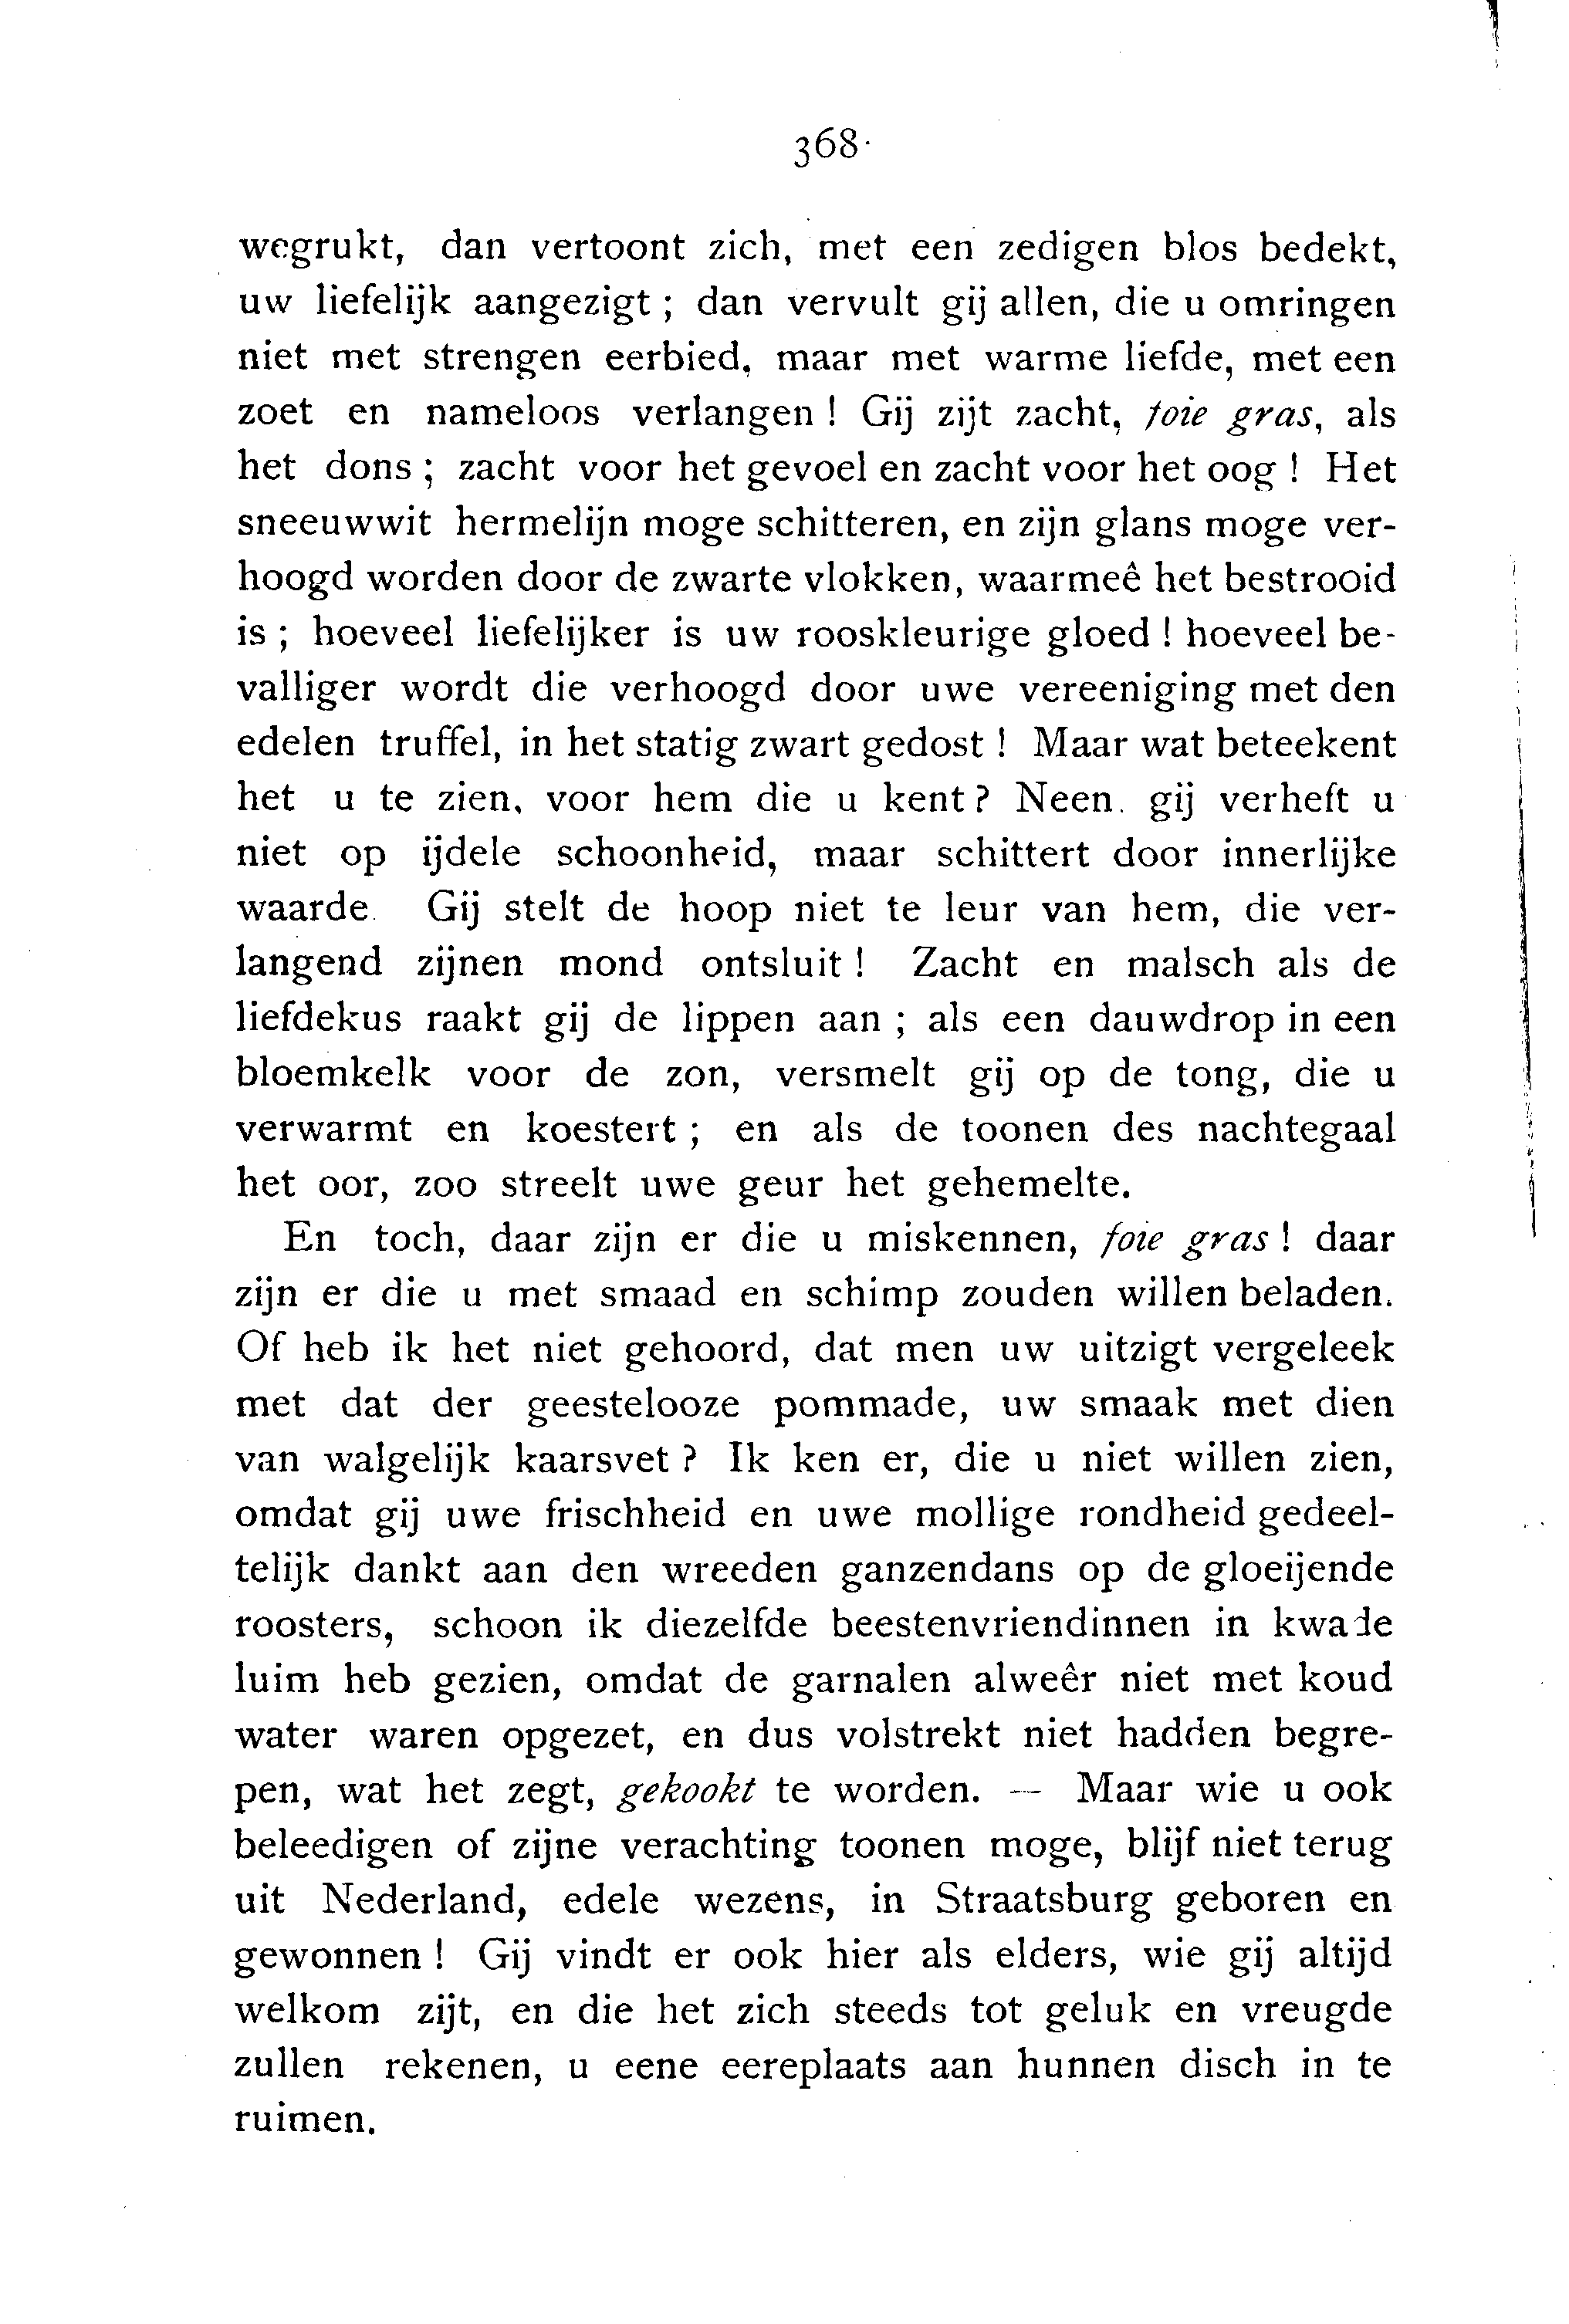 368
wegrukt, dan vertoont zich, met een zedigen blos bedekt,
uw liefelijk aangezigt ; dan vervult gij allen, die u omringen
niet met strengen eerbied, maar met warme liefde, met een
zoet en nameloos verlangen ! Gij zijt zacht, foie gras, als
het dons ; zacht voor het gevoel en zacht voor het oog ! Het
sneeuwwit hermelijn moge schitteren, en zijn glans moge ver-
hoogd worden door de zwarte vlokken, waarmeê het bestrooid
is ; hoeveel liefelijker is uw rooskleurige gloed ! hoeveel be-
valliger wordt die verhoogd door uwe vereeniging met den
edelen truffel, in het statig zwart gedost ! Maar wat beteekent
het u te zien, voor hem die u kent ? Neen. gij verheft u
niet op ijdele schoonheid, maar schittert door innerlijke
waarde. Gij stelt de hoop niet te leur van hem, die ver-
langend zijnen mond ontsluit ! Zacht en malsch als de
liefdekus raakt gij de lippen aan ; als een dauwdrop in een
bloemkelk voor de zon, versmelt gij op de tong, die u
verwarmt en koestert ; en als de toonen des nachtegaal
het oor, zoo streelt uwe geur het gehemelte.
En toch, daar zijn er die u miskennen, foie gras ! daar
zijn er die u met smaad en schimp zouden willen beladen.
Of heb ik het niet gehoord, dat men uw uitzigt vergeleek
met dat der geestelooze pommade, uw smaak met dien
van walgelijk kaarsvet ? Ik ken er, die u niet willen zien,
omdat gij uwe frischheid en uwe mollige rondheid gedeel-
telijk dankt aan den wreeden ganzendans op de gloeijende
roosters, schoon ik diezelfde beestenvriendinnen in kwade
luim heb gezien, omdat de garnalen alweêr niet met koud
water waren opgezet, en dus volstrekt niet hadden begre-
pen, wat het zegt, gekookt te worden. — Maar wie u ook
beleedigen of zijne verachting toonen moge, blijf niet terug
uit Nederland, edele wezens, in Straatsburg geboren en
gewonnen ! Gij vindt er ook hier als elders, wie gij altijd
welkom zijt, en die het zich steeds tot geluk en vreugde
zullen rekenen, u eene eereplaats aan hunnen disch in te
ruimen.